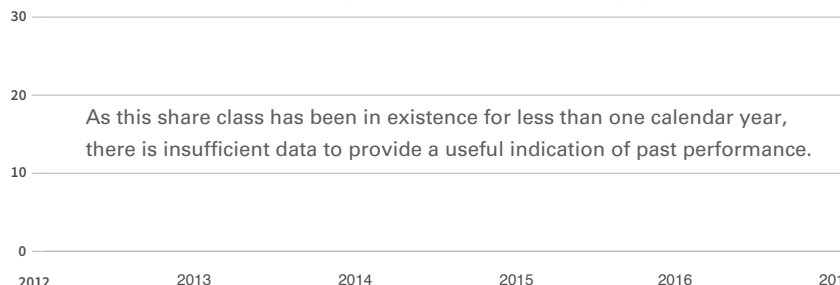 30
20
As this share class has been in existence for less than one calendar year,
there is insufficient data to provide a useful indication of past performance.
10
0
2012 2013 2014 2015 2016